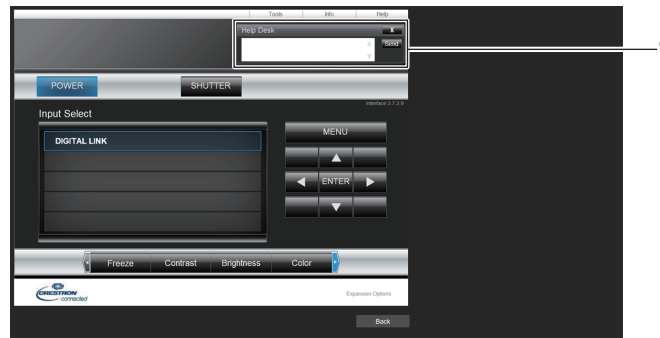 Tools Info Help
Help Desk X
Send
POWER SHUTTER
Interface 2.7.2.9
Input Select
DIGITAL LINK
MENU
ENTER
Freeze Contrast Brightness Color
CRESTRON
connected
Expansion Options
Back